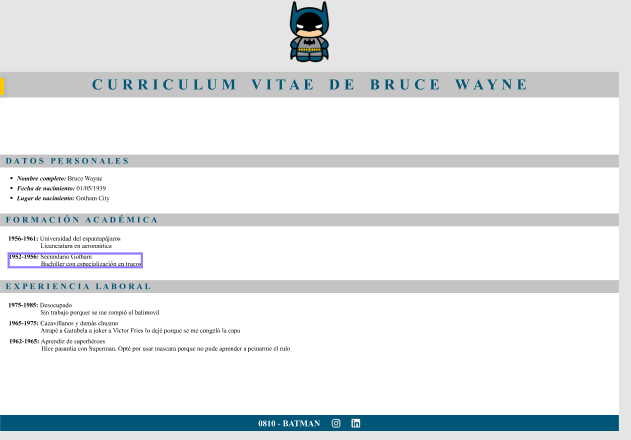 CURRICULUM VITAE DE BRUCE WAYNE
DATOS PERSONALES
Nombre completo: Bruce Wayne
Fecha de nacimiento: 01/05/1939
Lugar de nacimiento: Gotham City
FORMACIÓN ACADÉMICA
1956-1961: Universidad del espantapájaros
Licenciatura en aeromática
1952-1956: Secundario Gotham
Bachiller con especialización en trucos
EXPERIENCIA LABORAL
1975-1985: Desocupado
Sin trabajo porquer se me rompió el batimovil
1965-1975: Cazavillanos y demás chusma
Atrapé a Gatubela a joker a Victor Fries lo dejé porque se me congeló la capa
1962-1965: Aprendiz de superhéroes
Hice pasantía con Superman. Opté por usar mascara porque no pude aprender a peinarme el rulo
0810 - BATMAN